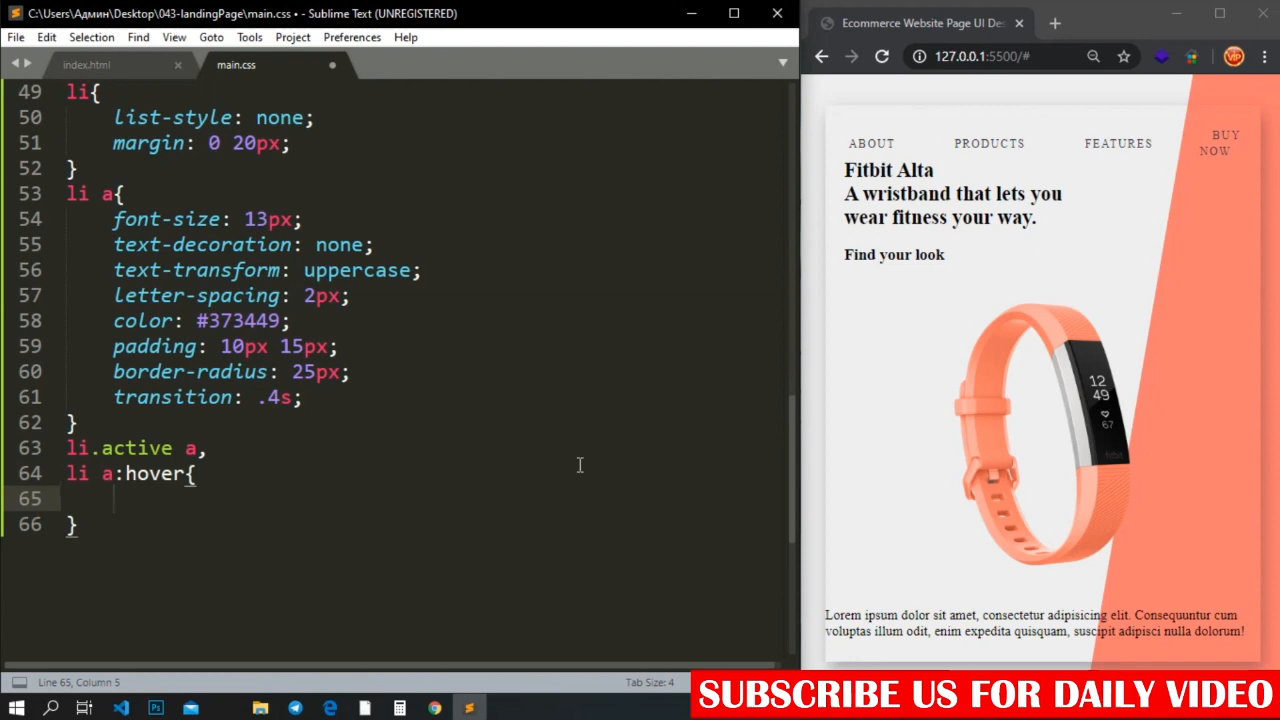 C:\Users\Админ\Desktop\043-landingPage\main.css • - Sublime Text (UNREGISTERED)
File Edit Selection Find View Goto Tools Project Preferences Help
index.html
main.css
49 li{
50 list-style: none;
51 margin: 0 20px;
52 }
53 li a{
54 font-size: 13px;
55 text-decoration: none;
56 text-transform: uppercase;
57 letter-spacing: 2px;
58 color: #373449;
59 padding: 10px 15px;
60 border-radius: 25px;
61 transition: .4s;
62 }
63 li.active a,
64 li a:hover{
65
66 }
Line 65, Column 5
Tab Size: 4
Ecommerce Website Page UI Des
127.0.0.1:5500/#
VIP
ABOUT PRODUCTS FEATURES BUY
NOW
Fitbit Alta
A wristband that lets you
wear fitness your way.
Find your look
12
49
67
fitbit
Lorem ipsum dolor sit amet, consectetur adipisicing elit. Consequuntur cum
voluptas illum odit, enim expedita quisquam, suscipit adipisci nulla dolorum!
Ps
SUBSCRIBE US FOR DAILY VIDEO